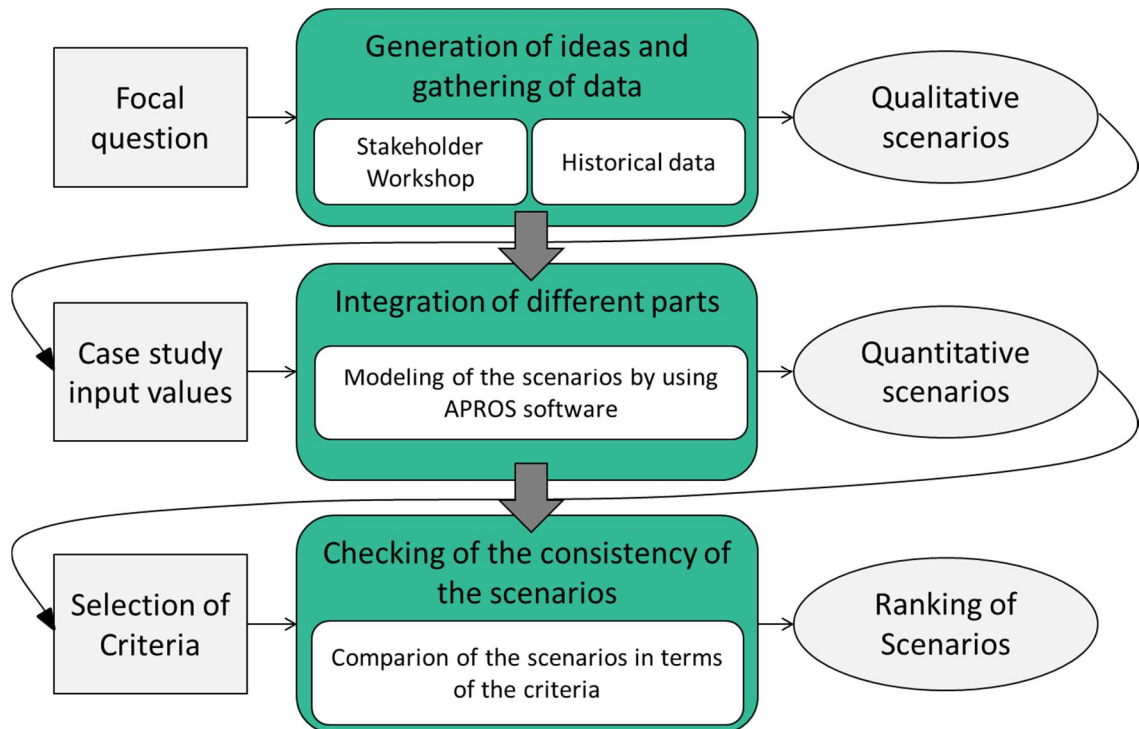 Focal
question
Generation of ideas and
gathering of data
Stakeholder
Workshop
Historical data
Qualitative
scenarios
Case study
input values
Integration of different parts
Modeling of the scenarios by using
APROS software
Quantitative
scenarios
Selection of
Criteria
Checking of the consistency of
the scenarios
Comparion of the scenarios in terms
of the criteria
Ranking of
Scenarios